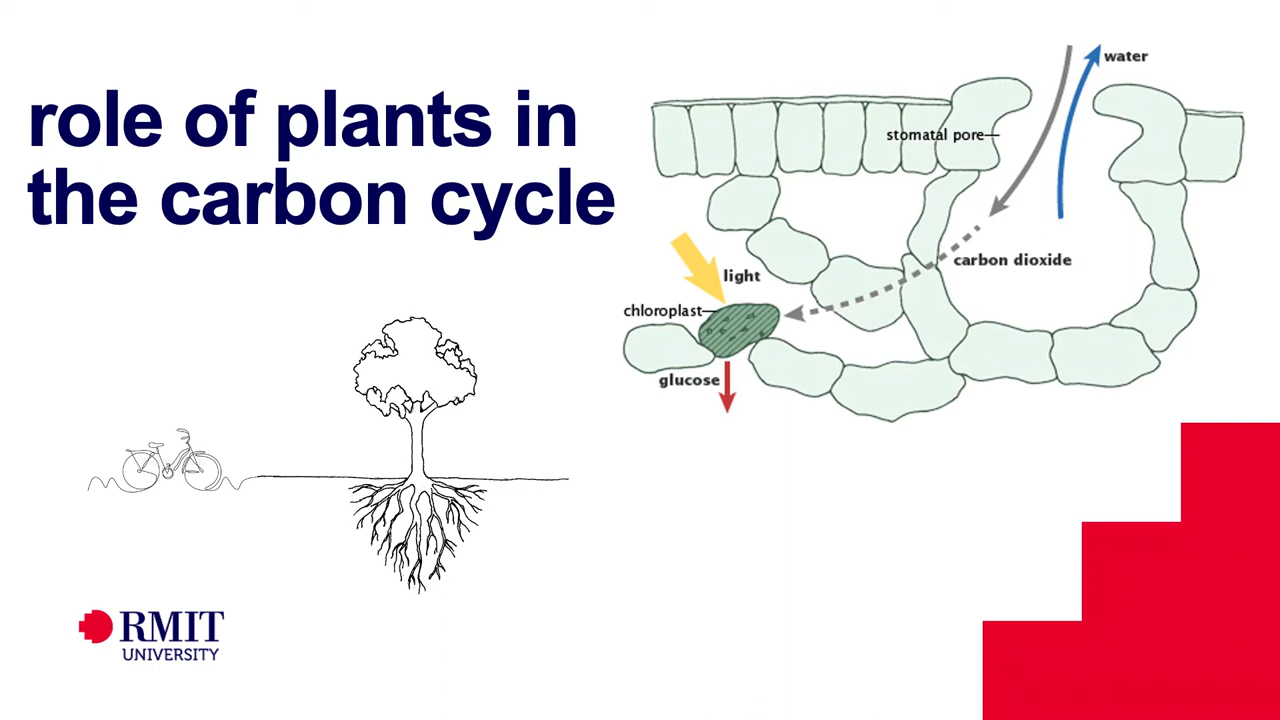 role of plants in
the carbon cycle
water
stomatal pore
carbon dioxide
light
chloroplast
glucose
RMIT
UNIVERSITY